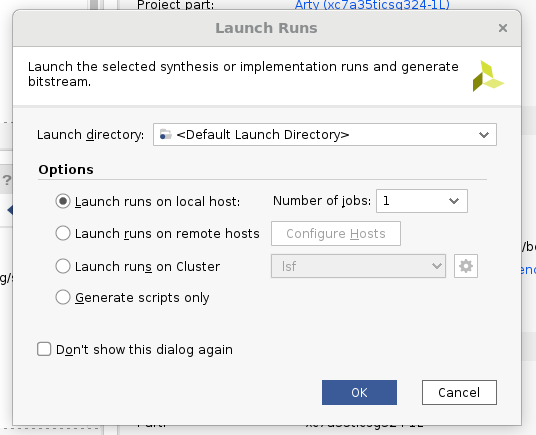 Project part:
Arty (xc7a35ticsg324-1L)
Launch Runs
Launch the selected synthesis or implementation runs and generate
bitstream.
Launch directory:
<Default Launch Directory>
Options
?
Launch runs on local host:
Number of jobs:
1
Launch runs on remote hosts
Configure Hosts
Launch runs on Cluster
lsf
Generate scripts only
Don't show this dialog again
OK
Cancel